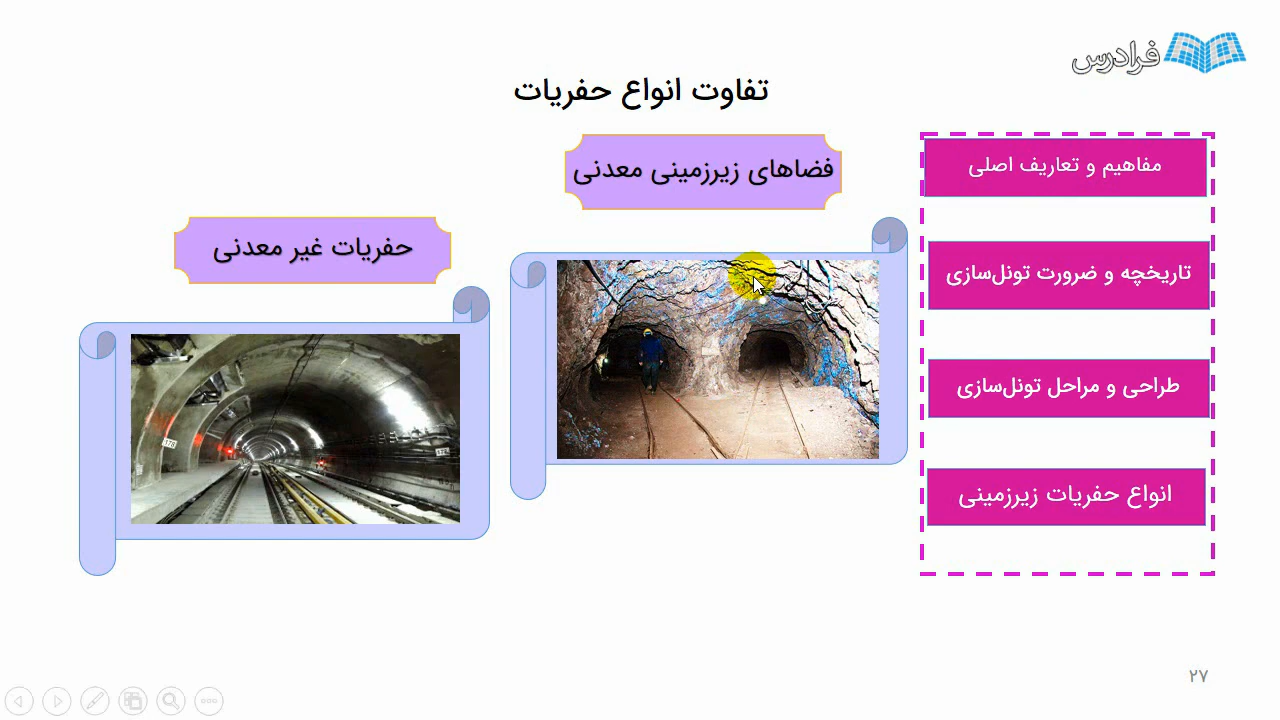 فرادرس
تفاوت انواع حفریات
فضاهای زیرزمینی معدنی
حفریات غیر معدنی
مفاهیم و تعاریف اصلی
تاریخچه و ضرورت تونل‌سازی
طراحی و مراحل تونل‌سازی
انواع حفریات زیرزمینی
۲۷